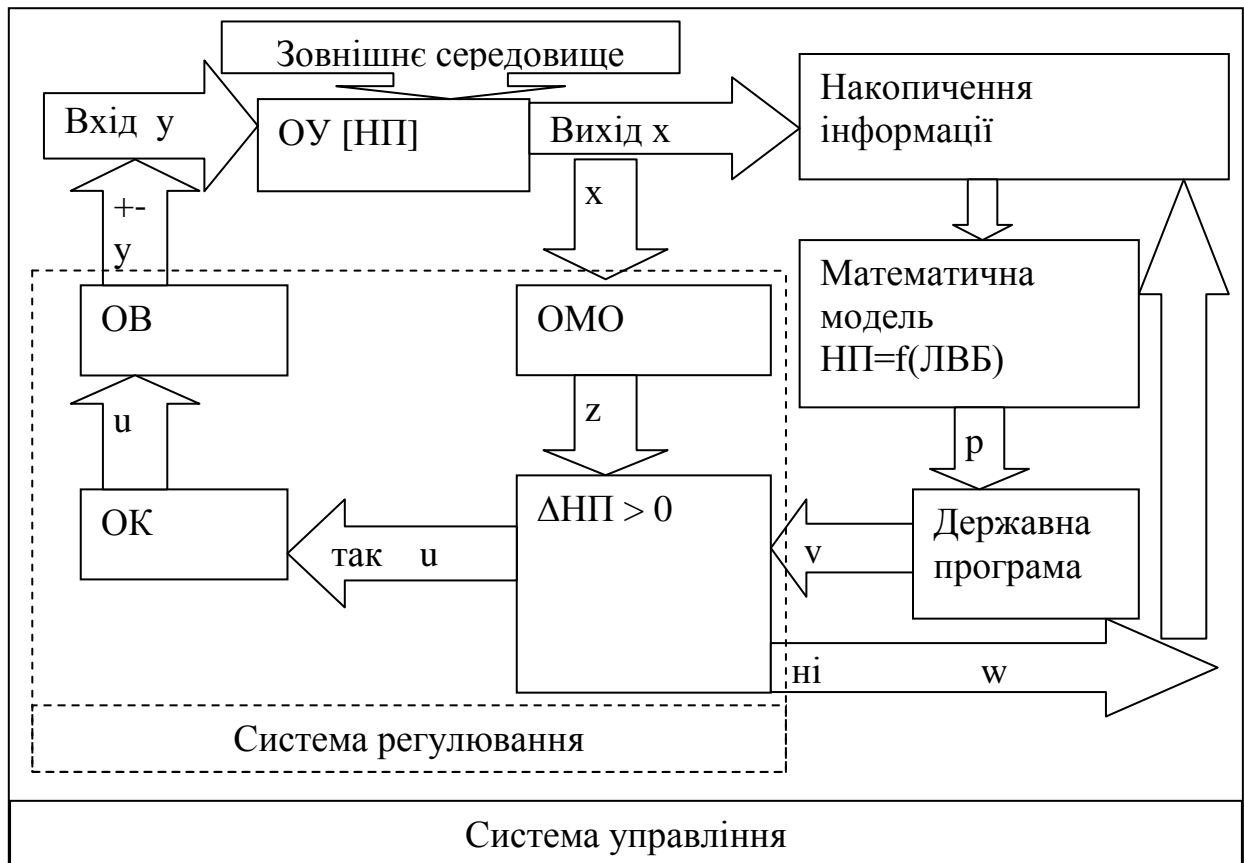 Зовнішнє середовище
Вхід у
ОУ [НП]
Вихід х
Накопичення
інформації
х
+-
у
Математична
модель
НП=f(ЛВБ)
ОВ
ОМО
u
z
р
ОК
так u
ΔНП > 0
v
Державна
програма
ні w
Система регулювання
Система управління